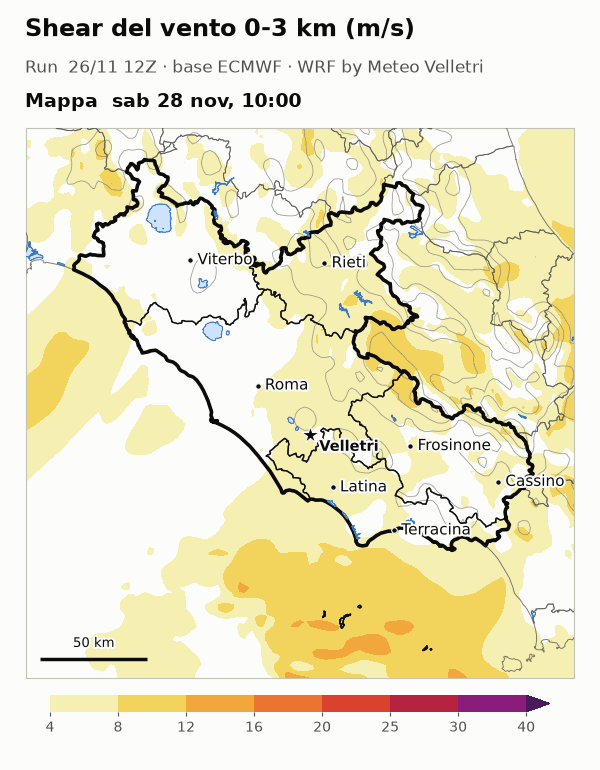 Shear del vento 0-3 km (m/s)
Run  26/11 12Z · base ECMWF · WRF by Meteo Velletri
Mappa  sab 28 nov, 10:00
Viterbo
Rieti
Roma
Velletri
Frosinone
Cassino
Latina
Terracina
50 km
4 8 12 16 20 25 30 40